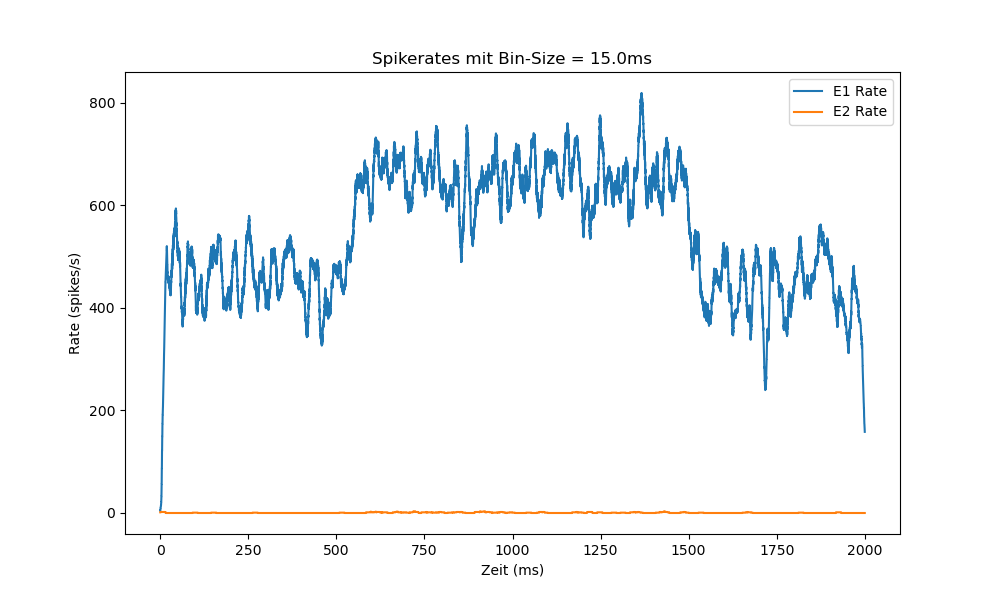 Spikerates mit Bin-Size = 15.0ms
E1 Rate
E2 Rate
800
600
400
200
0
Rate (spikes/s)
0 250 500 750 1000 1250 1500 1750 2000
Zeit (ms)